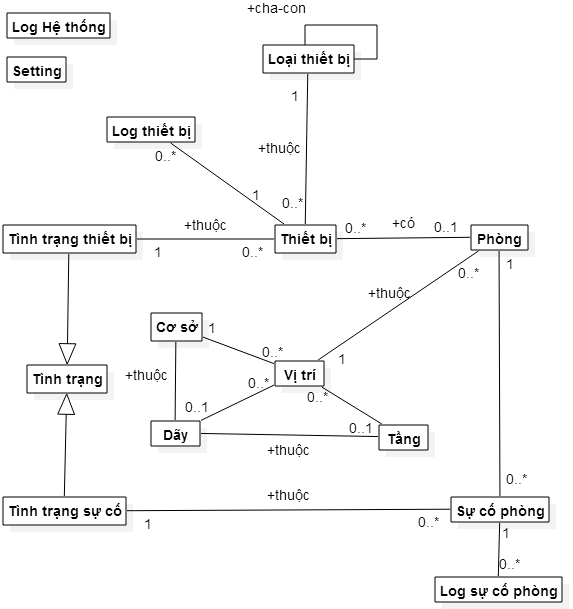 +cha-con
Log Hệ thống
Loại thiết bị
Setting
1
Log thiết bị
0..*
+thuộc
1
0..*
+thuộc
+có
0..*
0..1
Tình trạng thiết bị
Thiết bị
Phòng
1
0..*
1
0..*
+thuộc
Cơ sở
1
0..*
1
Tình trạng
+thuộc
Vị trí
0..*
0..*
0..1
0..1
Dãy
Tầng
+thuộc
0..*
+thuộc
Tình trạng sự cố
Sự cố phòng
1
0..*
1
0..*
Log sự cố phòng